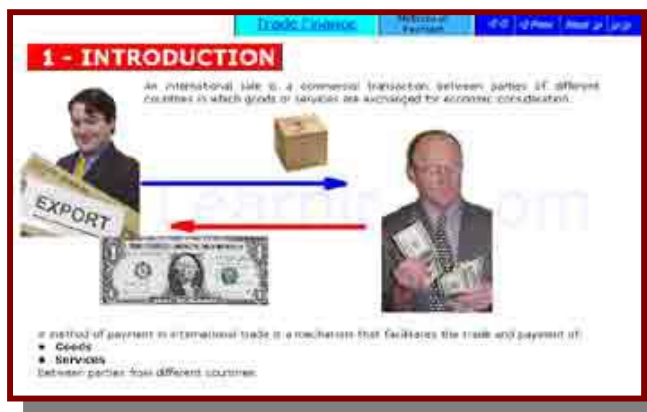 Trade Finance
Methods of
Payment
Prev Next
1 - INTRODUCTION
An international sale is a commercial transaction between parties of different
countries in which goods or services are exchanged for economic consideration.
EXPORT
A method of payment in international trade is a mechanism that facilitates the trade and payment of:
• Goods
• Services
between parties from different countries.